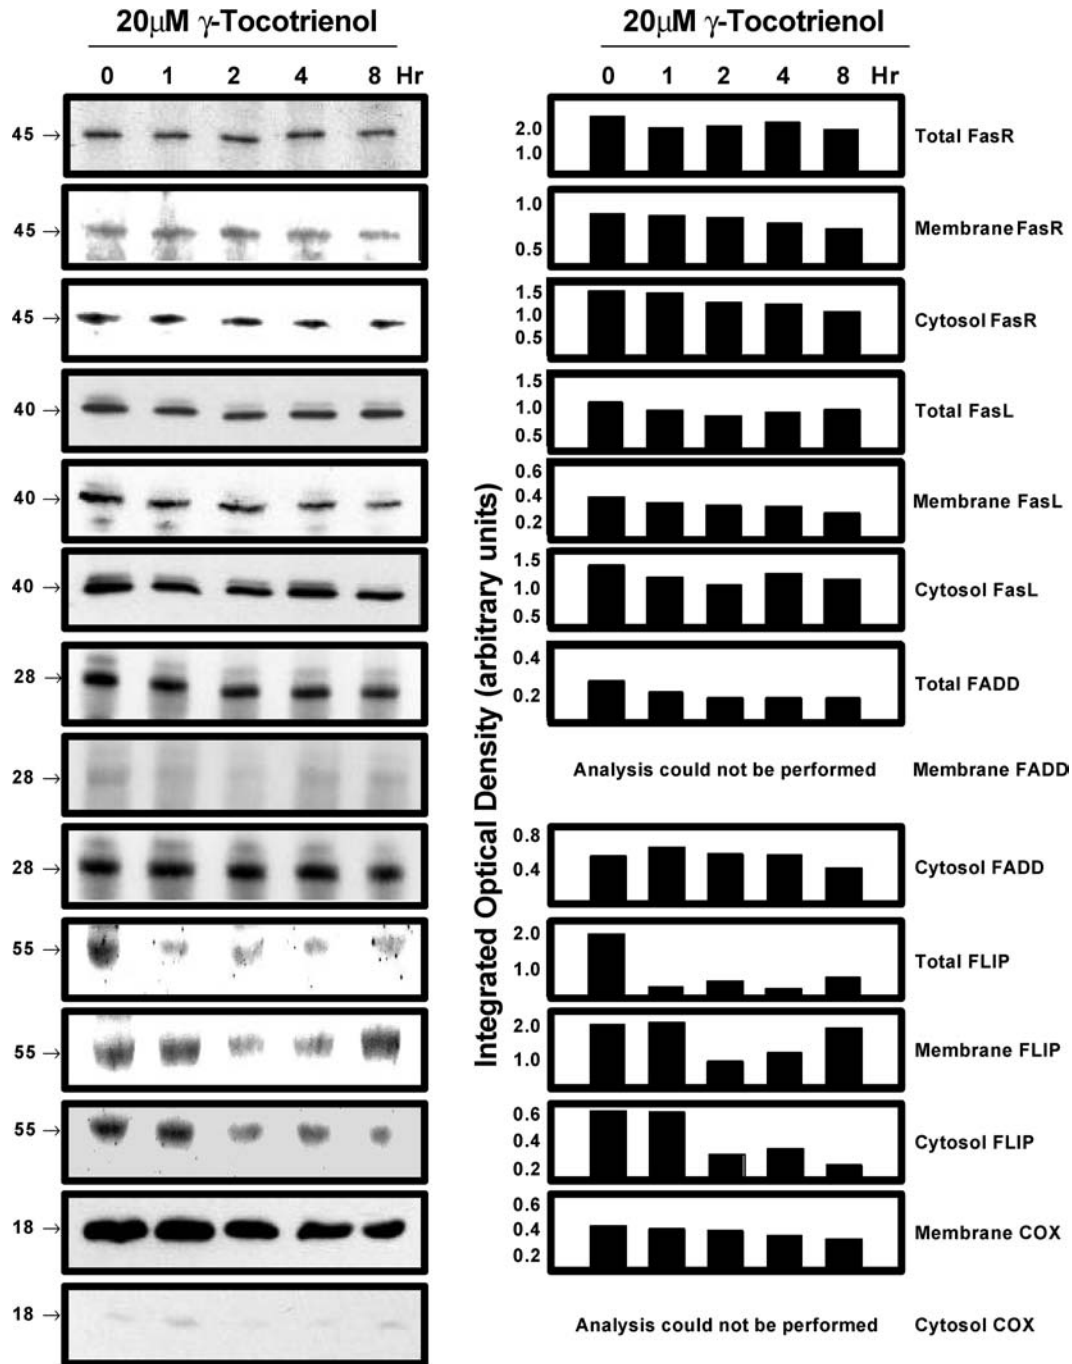 20μM γ-Tocotrienol
20μM γ-Tocotrienol
0 1 2 4 8 Hr
0 1 2 4 8 Hr
45 →
2.0
1.0
Total FasR
45 →
1.0
0.5
Membrane FasR
45 →
1.5
1.0
0.5
Cytosol FasR
40 →
1.5
1.0
0.5
Total FasL
40 →
0.6
0.4
0.2
Membrane FasL
40 →
1.5
1.0
0.5
Cytosol FasL
28 →
0.4
0.2
Total FADD
28 →
Analysis could not be performed
Membrane FADD
28 →
0.8
0.4
Cytosol FADD
55 →
2.0
1.0
Total FLIP
55 →
2.0
1.0
Membrane FLIP
55 →
0.6
0.4
0.2
Cytosol FLIP
18 →
0.6
0.4
0.2
Membrane COX
18 →
Analysis could not be performed
Cytosol COX
Integrated Optical Density (arbitrary units)